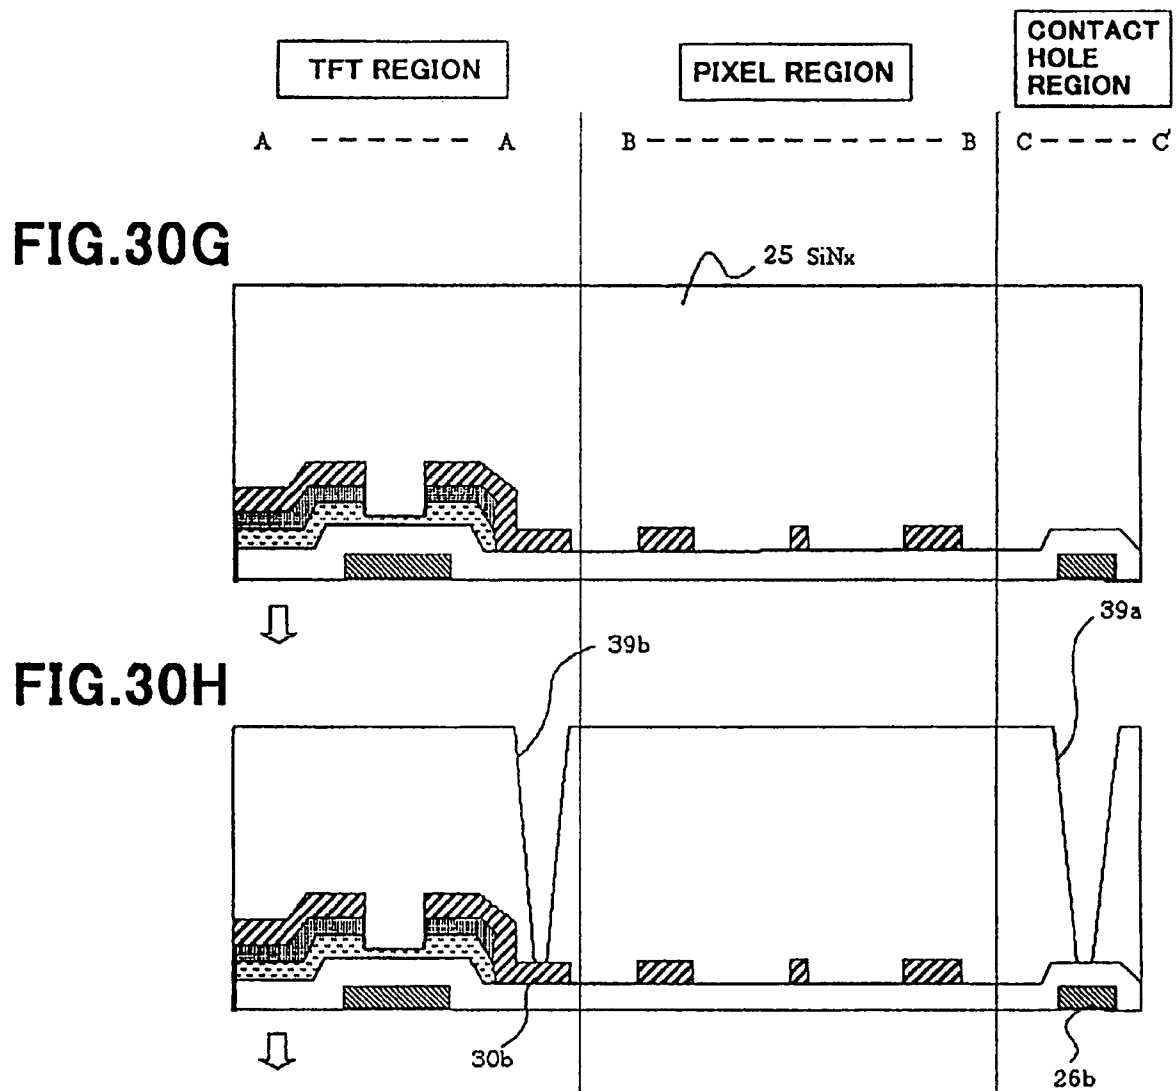 TFT REGION
PIXEL REGION
CONTACT
HOLE
REGION
A - - - - - - A
B - - - - - - - - - - - - B
C - - - - C'
FIG.30G
25 SiNx
39a
39b
FIG.30H
30b
26b